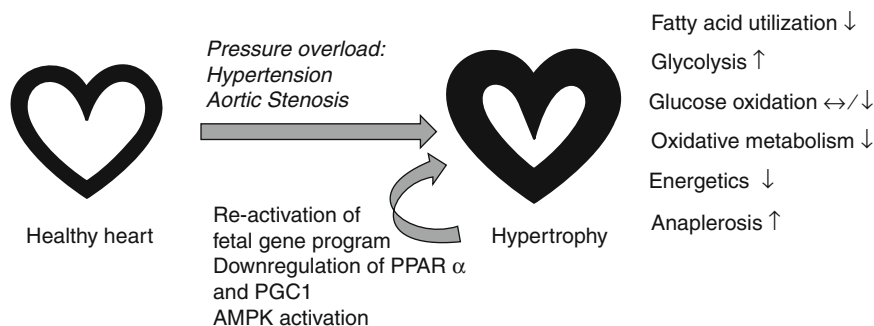 Pressure overload:
Hypertension
Aortic Stenosis
Healthy heart
Re-activation of
fetal gene program
Downregulation of PPAR α
and PGC1
AMPK activation
Hypertrophy
Fatty acid utilization ↓
Glycolysis ↑
Glucose oxidation ↔/↓
Oxidative metabolism ↓
Energetics ↓
Anaplerosis ↑